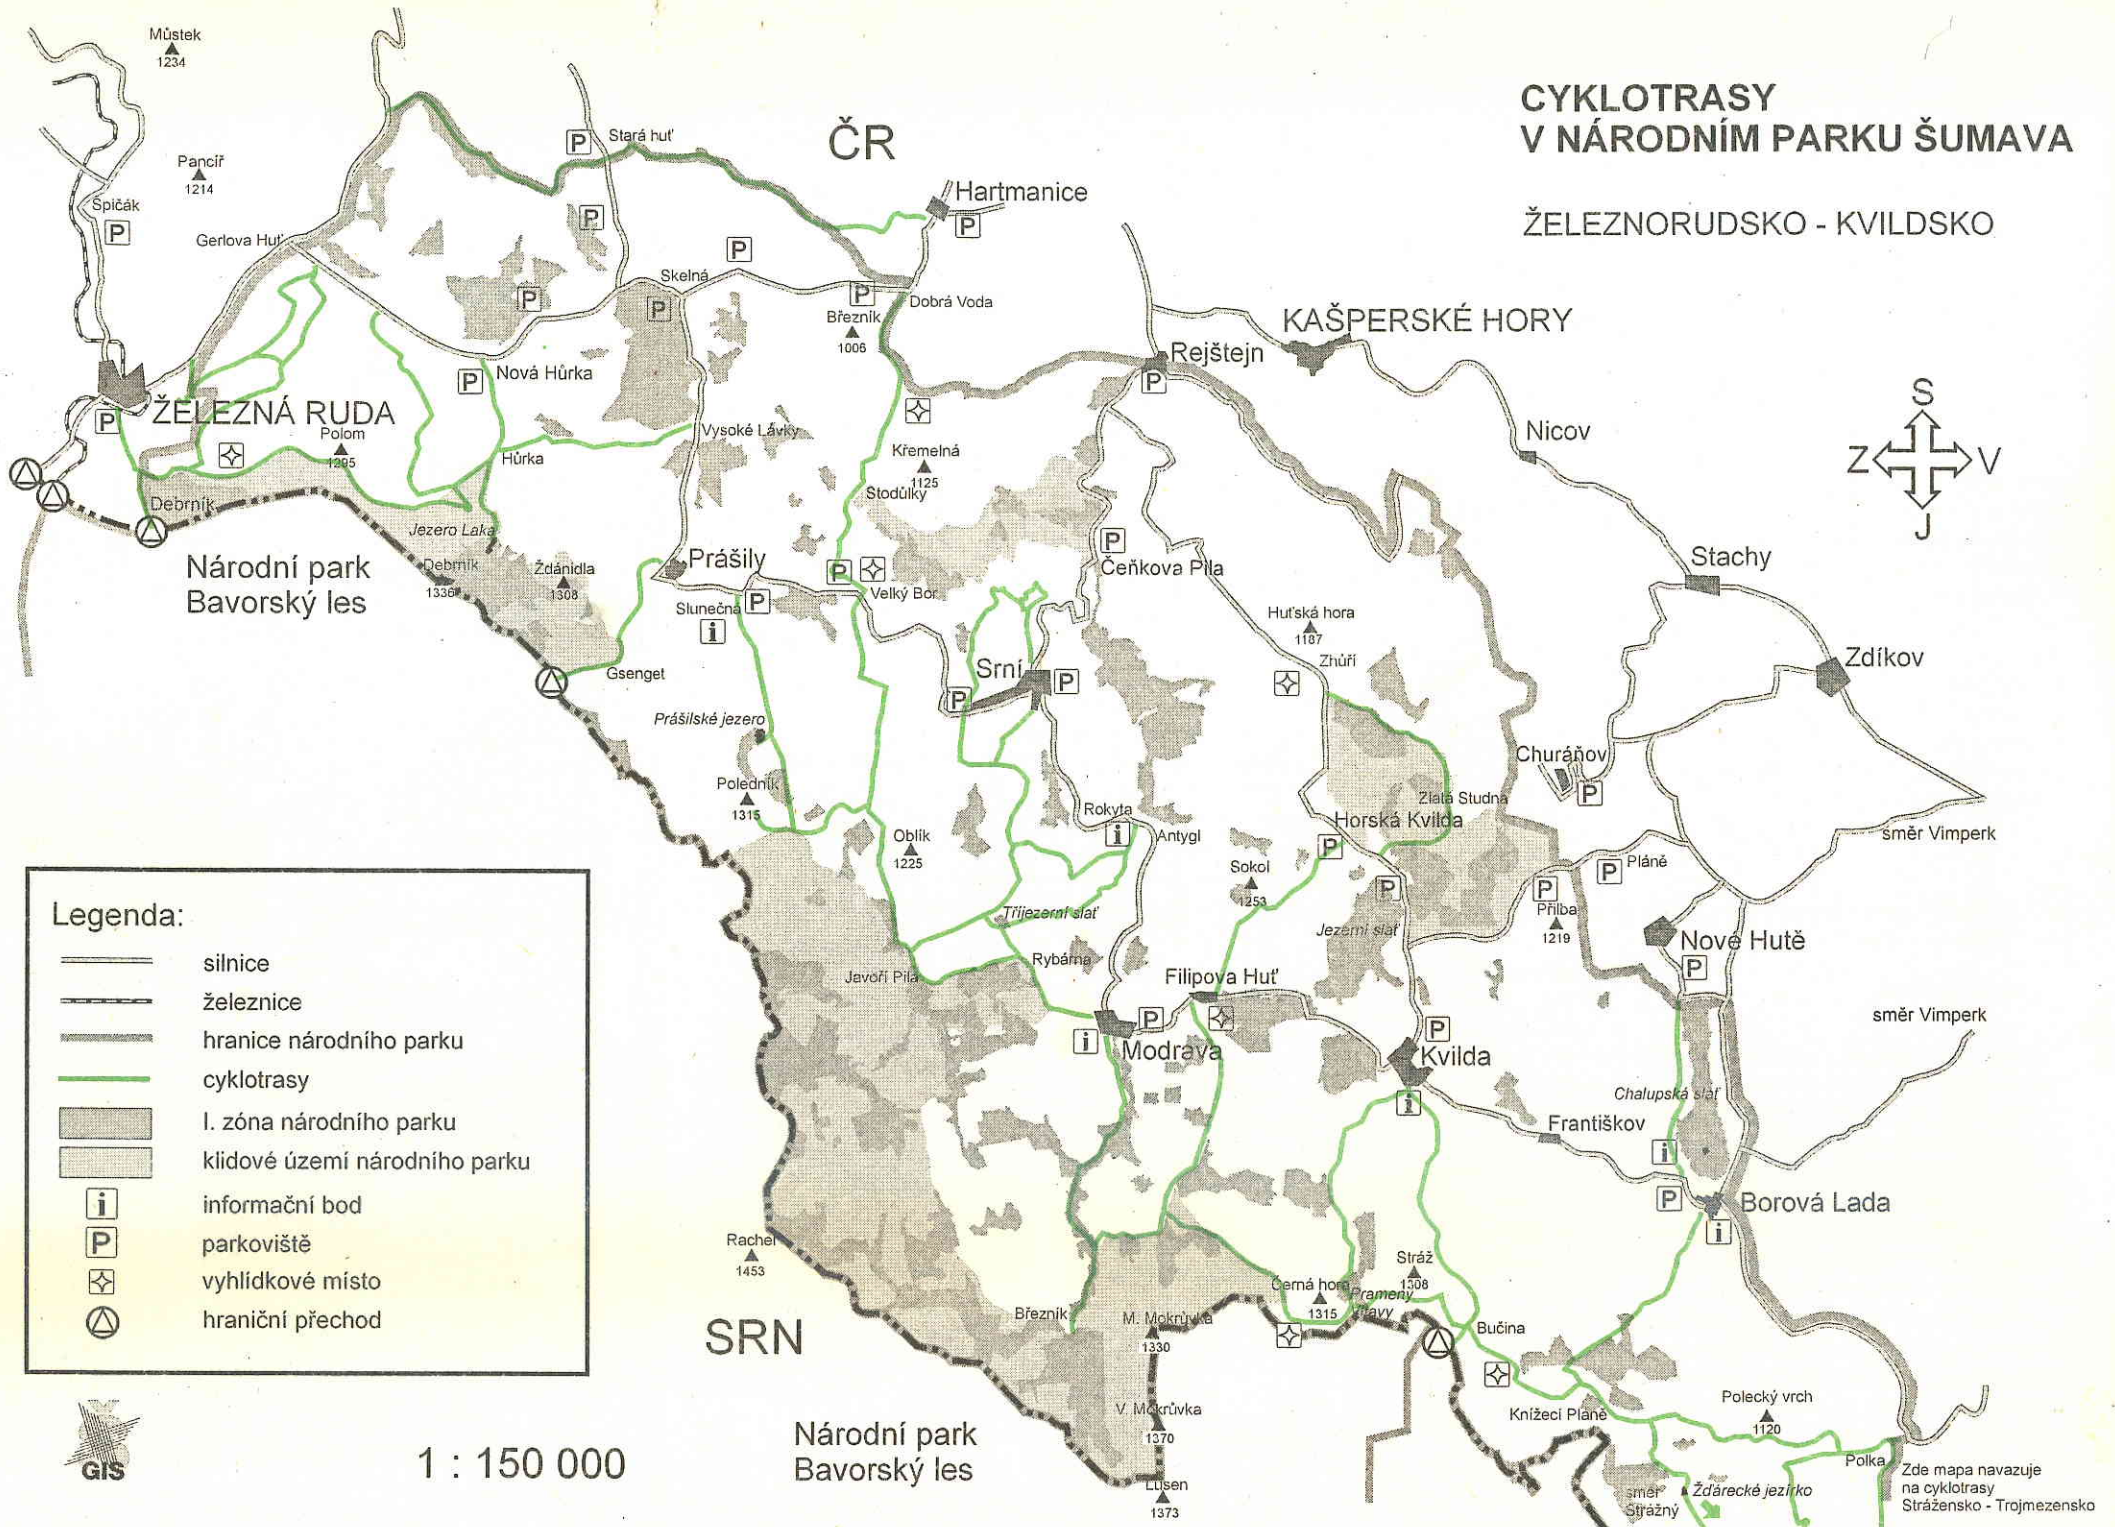 CYKLOTRASY
V NÁRODNÍM PARKU ŠUMAVA
ŽELEZNORUDSKO - KVILDSKO
ČR
Můstek
1234
Pancíř
1214
Špičák
P
Gerlova Huť
Stará huť
P
P
P
P
P
Skelná
Hartmanice
P
P
Dobrá Voda
Březník
1006
KAŠPERSKÉ HORY
Rejštejn
P
Nová Hůrka
P
ŽELEZNÁ RUDA
P
Polom
1295
Vysoké Lávky
Hůrka
Křemelná
1125
Stodůlky
Nicov
S
Z
V
J
Debrník
Jezero Laka
Debrník
1336
Ždánidla
1308
Národní park
Bavorský les
Prášily
Slunečná
P
i
P
Velký Bor
P
Čeňkova Pila
Stachy
Huťská hora
1187
Zhůří
Zdíkov
Gsenget
Srní
P
P
Prášilské jezero
Poledník
1315
Churáňov
P
Zlatá Studna
Horská Kvilda
P
P
Rokyta
i
Antygl
Oblík
1225
Sokol
1253
směr Vimperk
Pláně
P
P
Přilba
1219
Tříjezerní slať
Jezerní slať
Nové Hutě
P
Rybárna
Javoří Pila
Filipova Huť
P
i
Modrava
P
Kvilda
i
směr Vimperk
Chalupská slať
Františkov
i
P
Borová Lada
i
Legenda:
silnice
železnice
hranice národního parku
cyklotrasy
I. zóna národního parku
klidové území národního parku
i informační bod
P parkoviště
vyhlídkové místo
hraniční přechod
Rachel
1453
SRN
Březník
M. Mokrůvka
1330
Černá hora
1315
Prameny
Vltavy
Stráž
1308
Bučina
V. Mokrůvka
1370
Lusen
1373
Národní park
Bavorský les
Knížecí Pláně
Polecký vrch
1120
Polka
směr
Strážný
Žďárecké jezírko
Zde mapa navazuje
na cyklotrasy
Strážensko - Trojmezensko
GIS
1 : 150 000